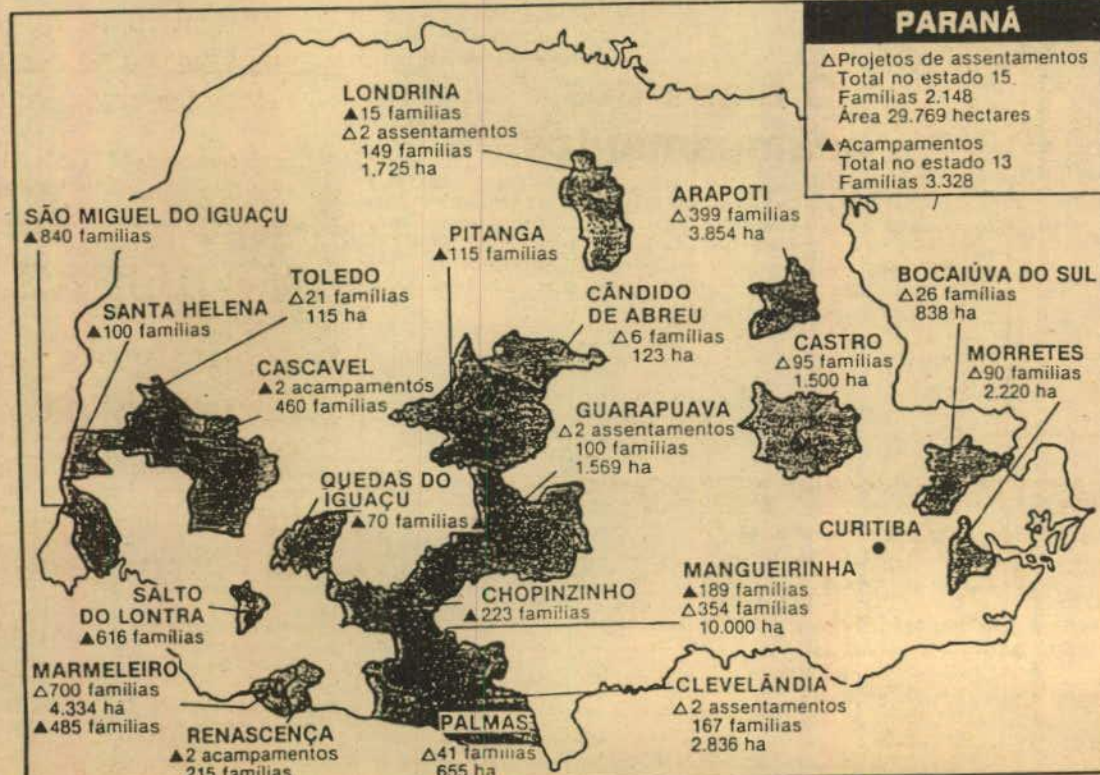 PARANÁ
△Projetos de assentamentos
Total no estado 15
Famílias 2.148
Área 29.769 hectares
▲Acampamentos
Total no estado 13
Famílias 3.328
LONDRINA
▲15 famílias
△2 assentamentos
149 famílias
1.725 ha
ARAPOTI
△399 famílias
3.854 ha
SÃO MIGUEL DO IGUAÇU
▲840 famílias
PITANGA
▲115 famílias
BOCAIÚVA DO SUL
△26 famílias
838 ha
TOLEDO
△21 famílias
115 ha
SANTA HELENA
▲100 famílias
CÂNDIDO
DE ABREU
△6 famílias
123 ha
CASTRO
△95 famílias
1.500 ha
MORRETES
△90 famílias
2.220 ha
CASCAVEL
▲2 acampamentos
460 famílias
GUARAPUAVA
△2 assentamentos
100 famílias
1.569 ha
QUEDAS DO
IGUAÇU
▲70 famílias
CURITIBA
MANGUEIRINHA
▲189 famílias
△354 famílias
10.000 ha
CHOPINZINHO
▲223 famílias
SALTO
DO LONTRA
▲616 famílias
MARMELEIRO
△700 famílias
4.334 há
▲485 famílias
CLEVELÂNDIA
△2 assentamentos
167 famílias
2.836 ha
RENASCENÇA
▲2 acampamentos
215 famílias
PALMAS
△41 famílias
655 ha